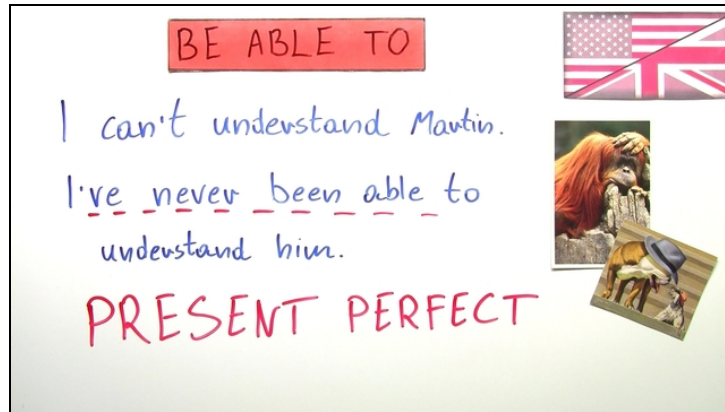 BE ABLE TO
I can't understand Martin.
I've never been able to
understand him.
PRESENT PERFECT